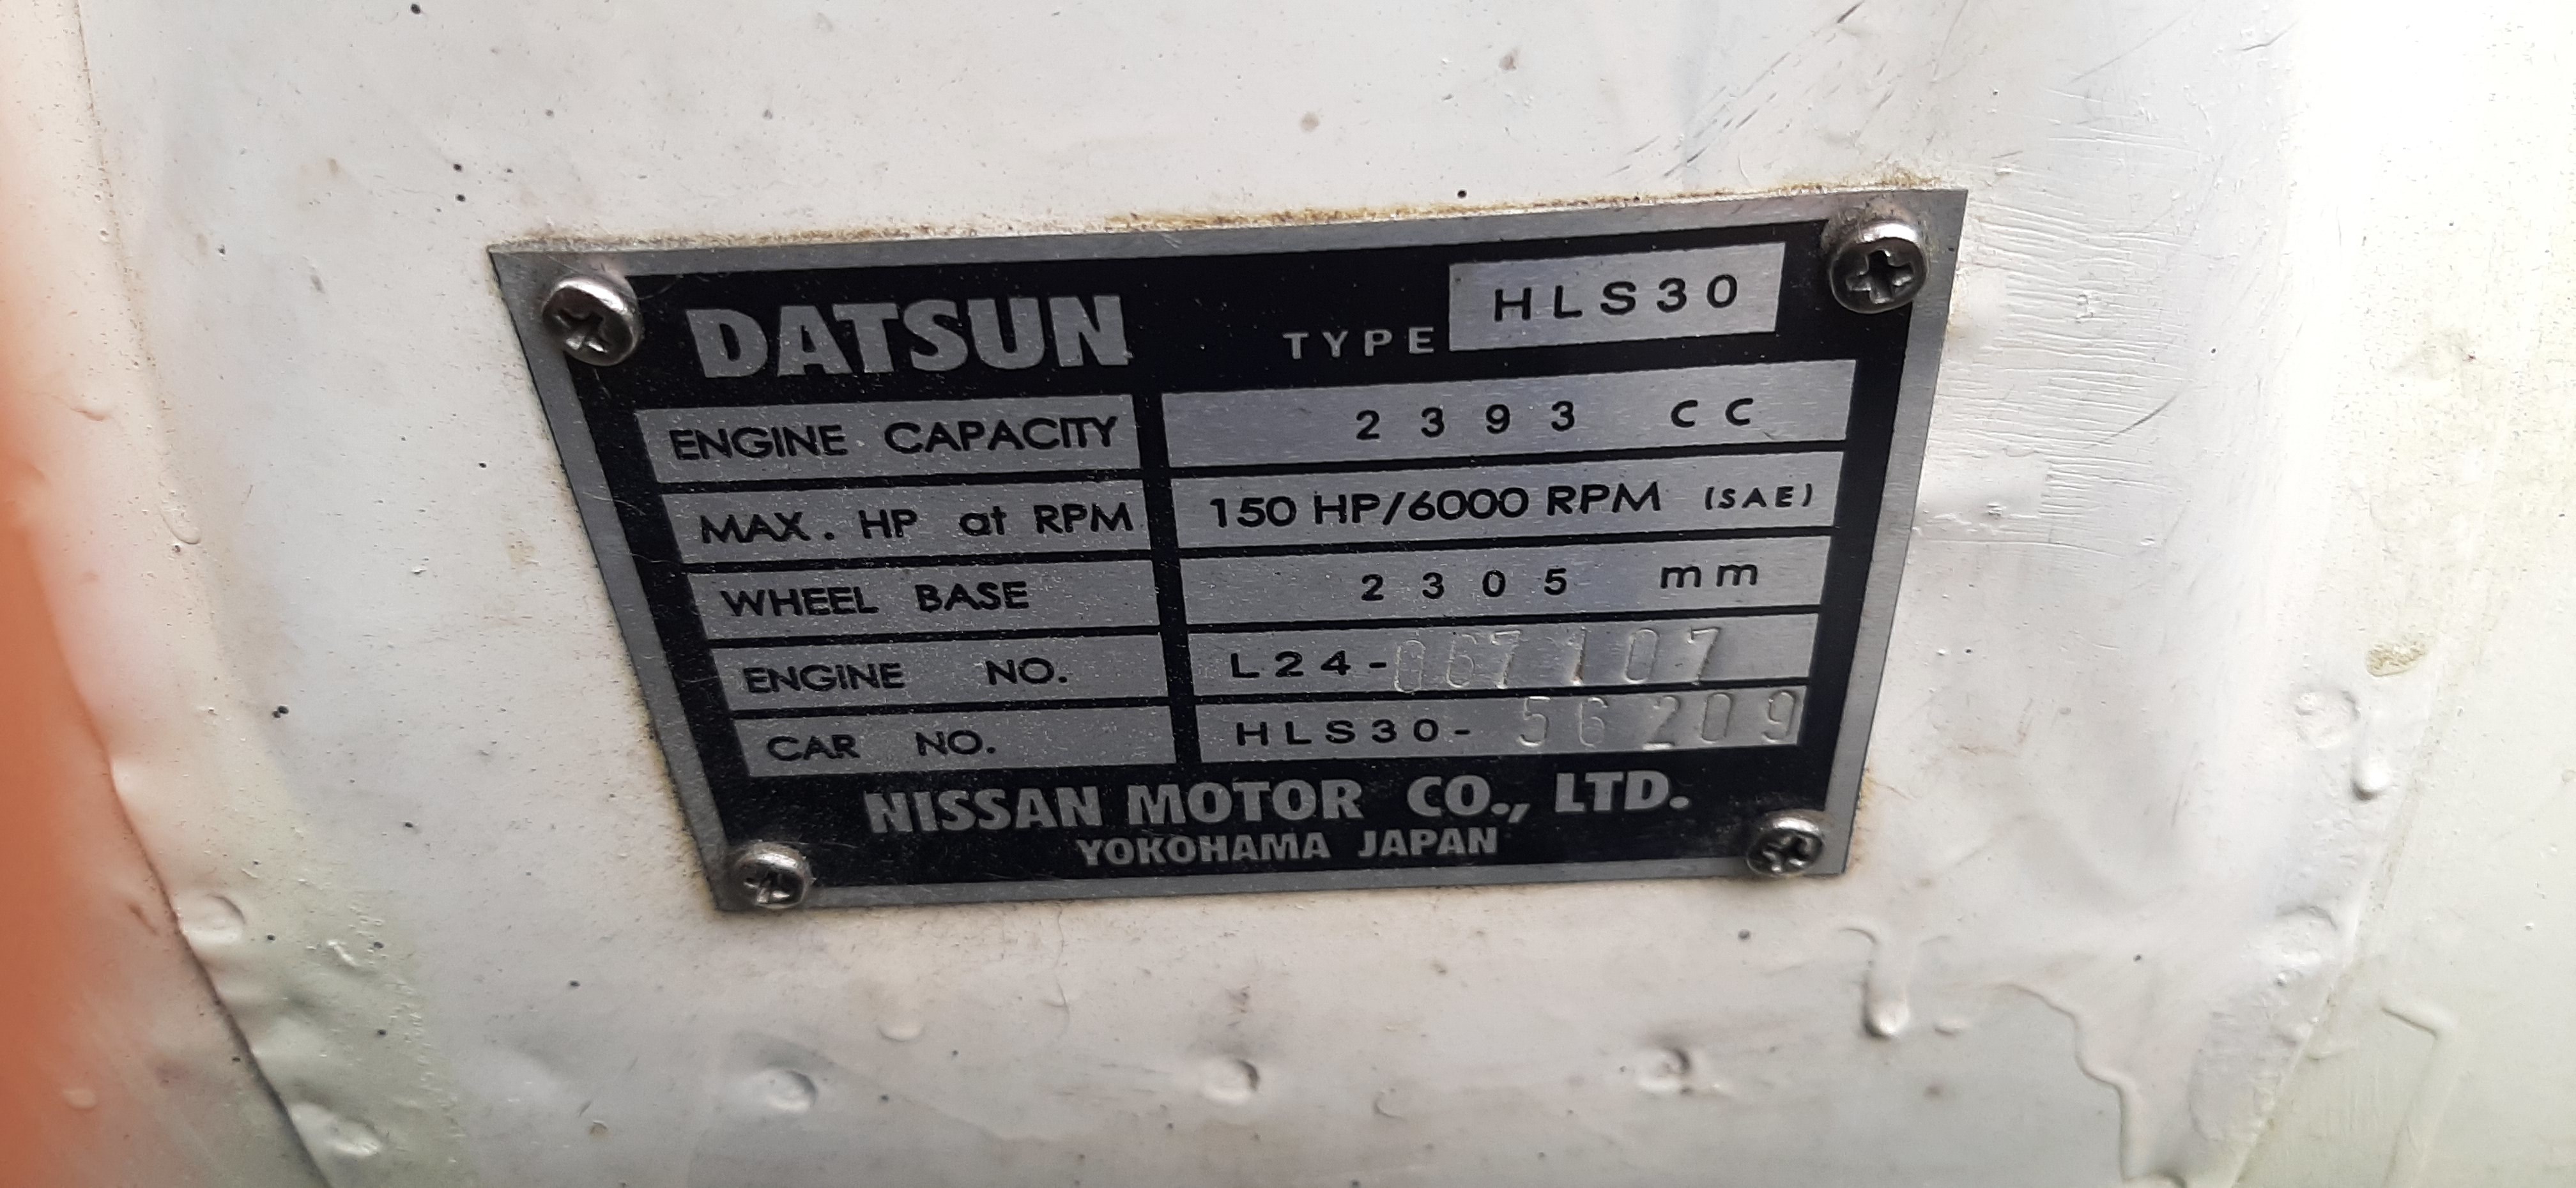 DATSUN TYPE HLS30
ENGINE CAPACITY 2393 CC
MAX. HP at RPM 150 HP/6000 RPM (SAE)
WHEEL BASE 2305 mm
ENGINE NO. L24-067107
CAR NO. HLS30-56209
NISSAN MOTOR CO., LTD.
YOKOHAMA JAPAN